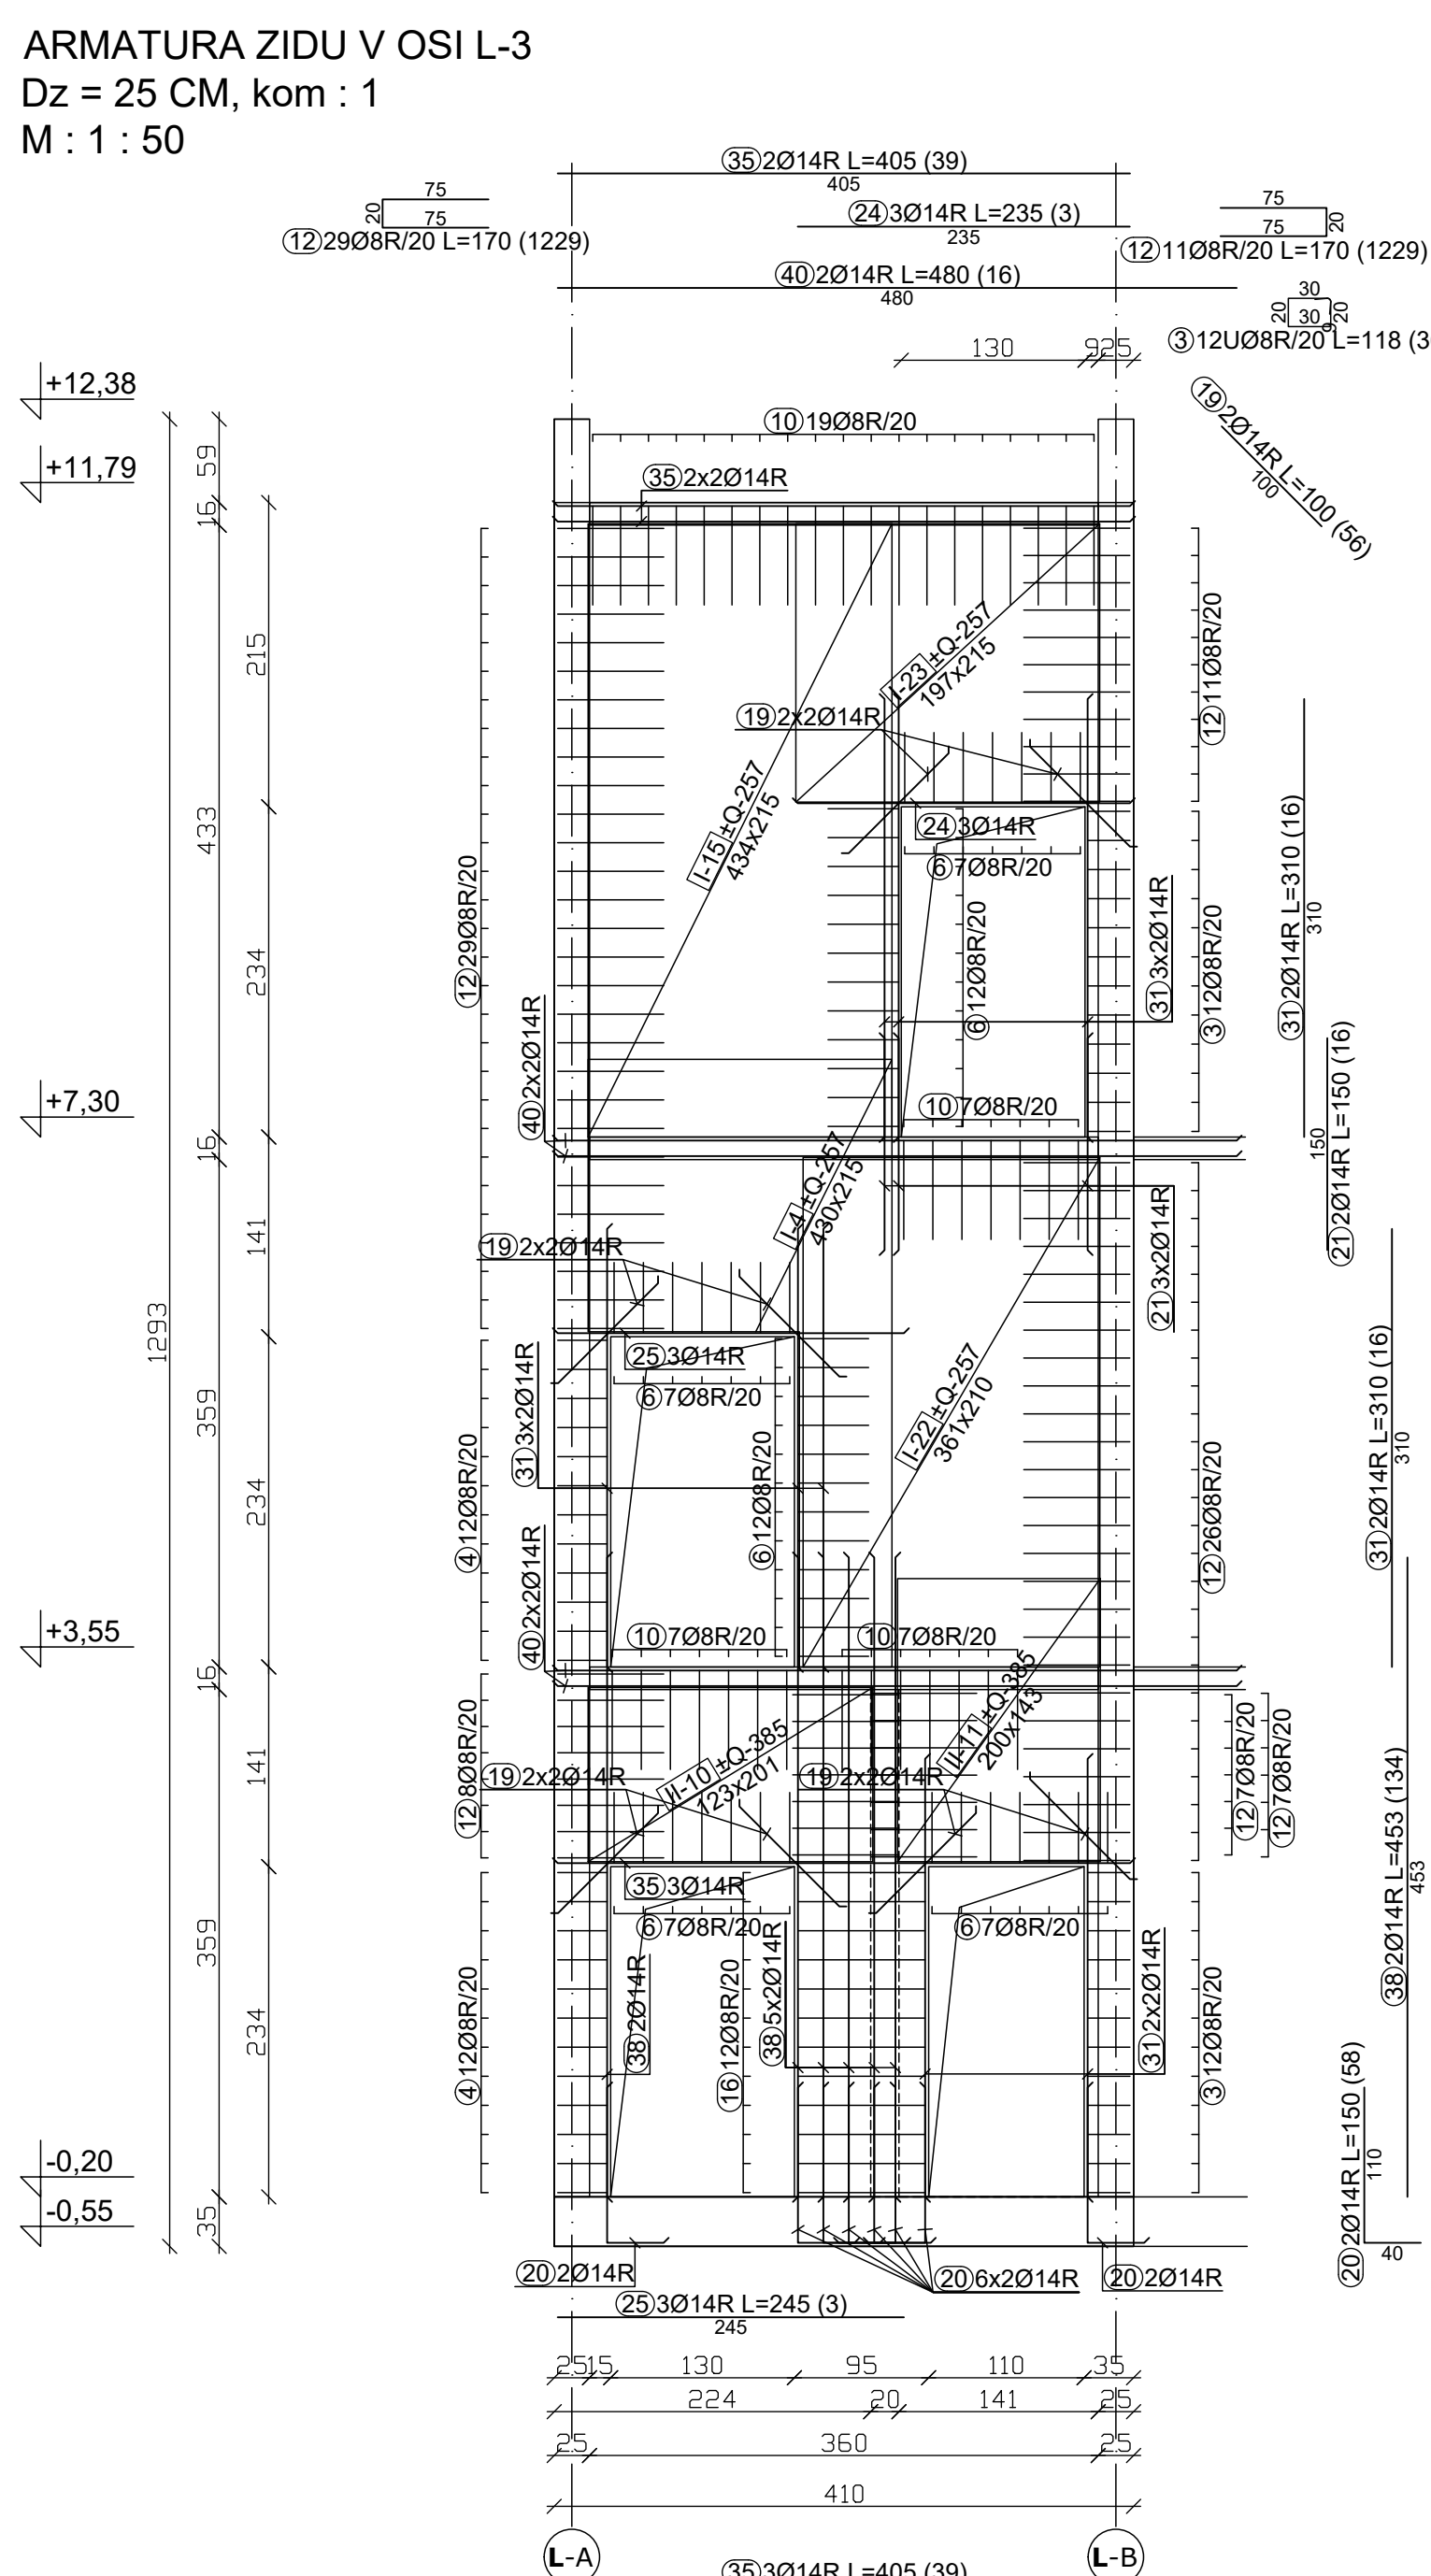 ARMATURA ZIDU V OSI L-3
Dz = 25 CM, kom : 1
M : 1 : 50
35 2Ø14R L=405 (39)
405
75
20
75
12 29Ø8R/20 L=170 (1229)
24 3Ø14R L=235 (3)
235
75
75
20
12 11Ø8R/20 L=170 (1229)
40 2Ø14R L=480 (16)
480
30
20
30
20
9
3 12UØ8R/20 L=118 (3
130
9
25
19 2Ø14R L=100 (56)
100
+12,38
+11,79
+7,30
+3,55
-0,20
-0,55
1293
59
16
433
16
359
16
359
35
215
234
141
234
141
234
10 19Ø8R/20
35 2x2Ø14R
I-23 ±Q-257
197x215
19 2x2Ø14R
12 11Ø8R/20
I-15 ±Q-257
434x215
24 3Ø14R
6 7Ø8R/20
12 29Ø8R/20
6 12Ø8R/20
31 3x2Ø14R
3 12Ø8R/20
31 2Ø14R L=310 (16)
310
40 2x2Ø14R
10 7Ø8R/20
21 2Ø14R L=150 (16)
150
I-4 ±Q-257
430x215
21 3x2Ø14R
19 2x2Ø14R
25 3Ø14R
6 7Ø8R/20
31 3x2Ø14R
I-22 ±Q-257
361x210
31 2Ø14R L=310 (16)
310
4 12Ø8R/20
6 12Ø8R/20
12 26Ø8R/20
40 2x2Ø14R
10 7Ø8R/20
10 7Ø8R/20
II-10 ±Q-385
123x201
II-11 ±Q-385
200x143
12 8Ø8R/20
12 7Ø8R/20
12 7Ø8R/20
19 2x2Ø14R
19 2x2Ø14R
38 2Ø14R L=453 (134)
453
35 3Ø14R
6 7Ø8R/20
6 7Ø8R/20
4 12Ø8R/20
38 2Ø14R
16 12Ø8R/20
38 5x2Ø14R
31 2x2Ø14R
3 12Ø8R/20
20 2Ø14R L=150 (58)
110
40
20 2Ø14R
20 6x2Ø14R
20 2Ø14R
25 3Ø14R L=245 (3)
245
25 15 130 95 110 35
224 20 141 25
25 360 25
410
L-A
L-B
35 3Ø14R L=405 (39)